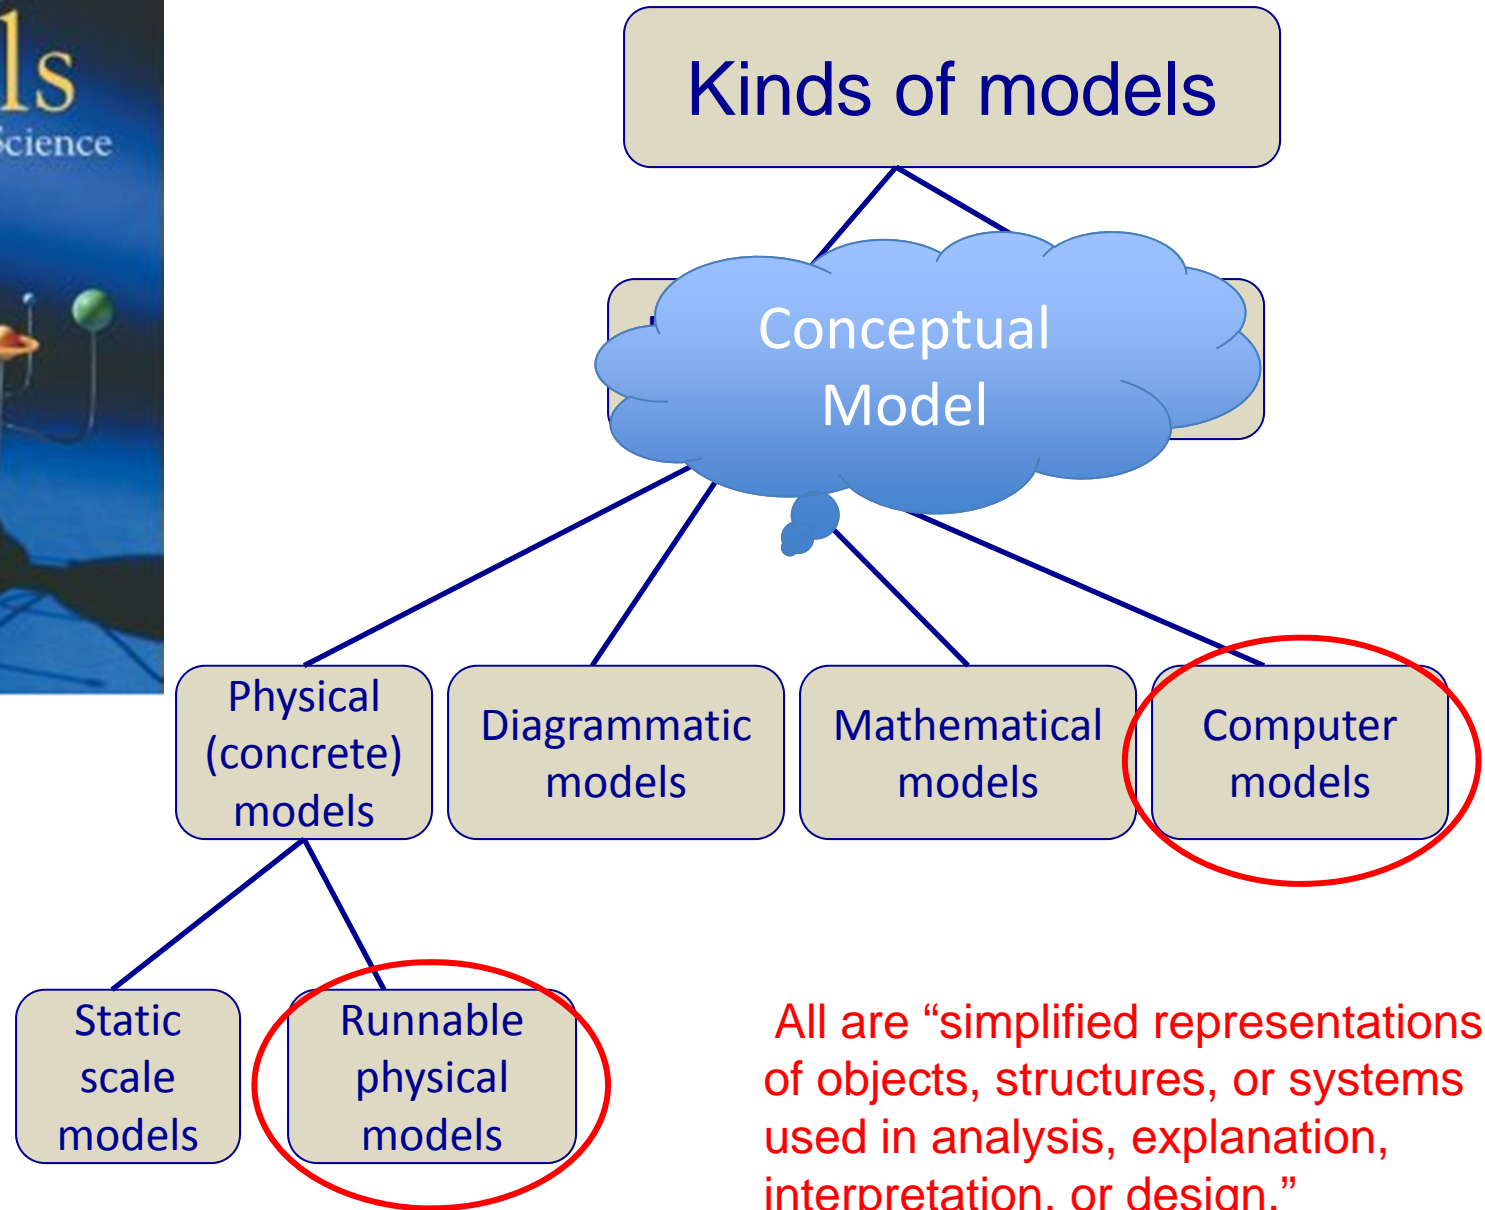 ls
Science
Kinds of models
Conceptual
Model
Physical
(concrete)
models
Diagrammatic
models
Mathematical
models
Computer
models
Static
scale
models
Runnable
physical
models
All are “simplified representations
of objects, structures, or systems
used in analysis, explanation,
interpretation, or design.”